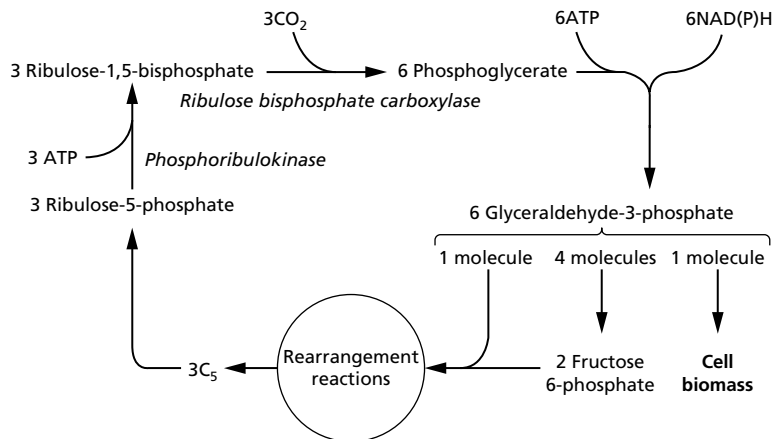 3CO₂
6ATP
6NAD(P)H
3 Ribulose-1,5-bisphosphate
6 Phosphoglycerate
Ribulose bisphosphate carboxylase
3 ATP
Phosphoribulokinase
3 Ribulose-5-phosphate
6 Glyceraldehyde-3-phosphate
1 molecule
4 molecules
1 molecule
3C₅
Rearrangement
reactions
2 Fructose
6-phosphate
Cell
biomass